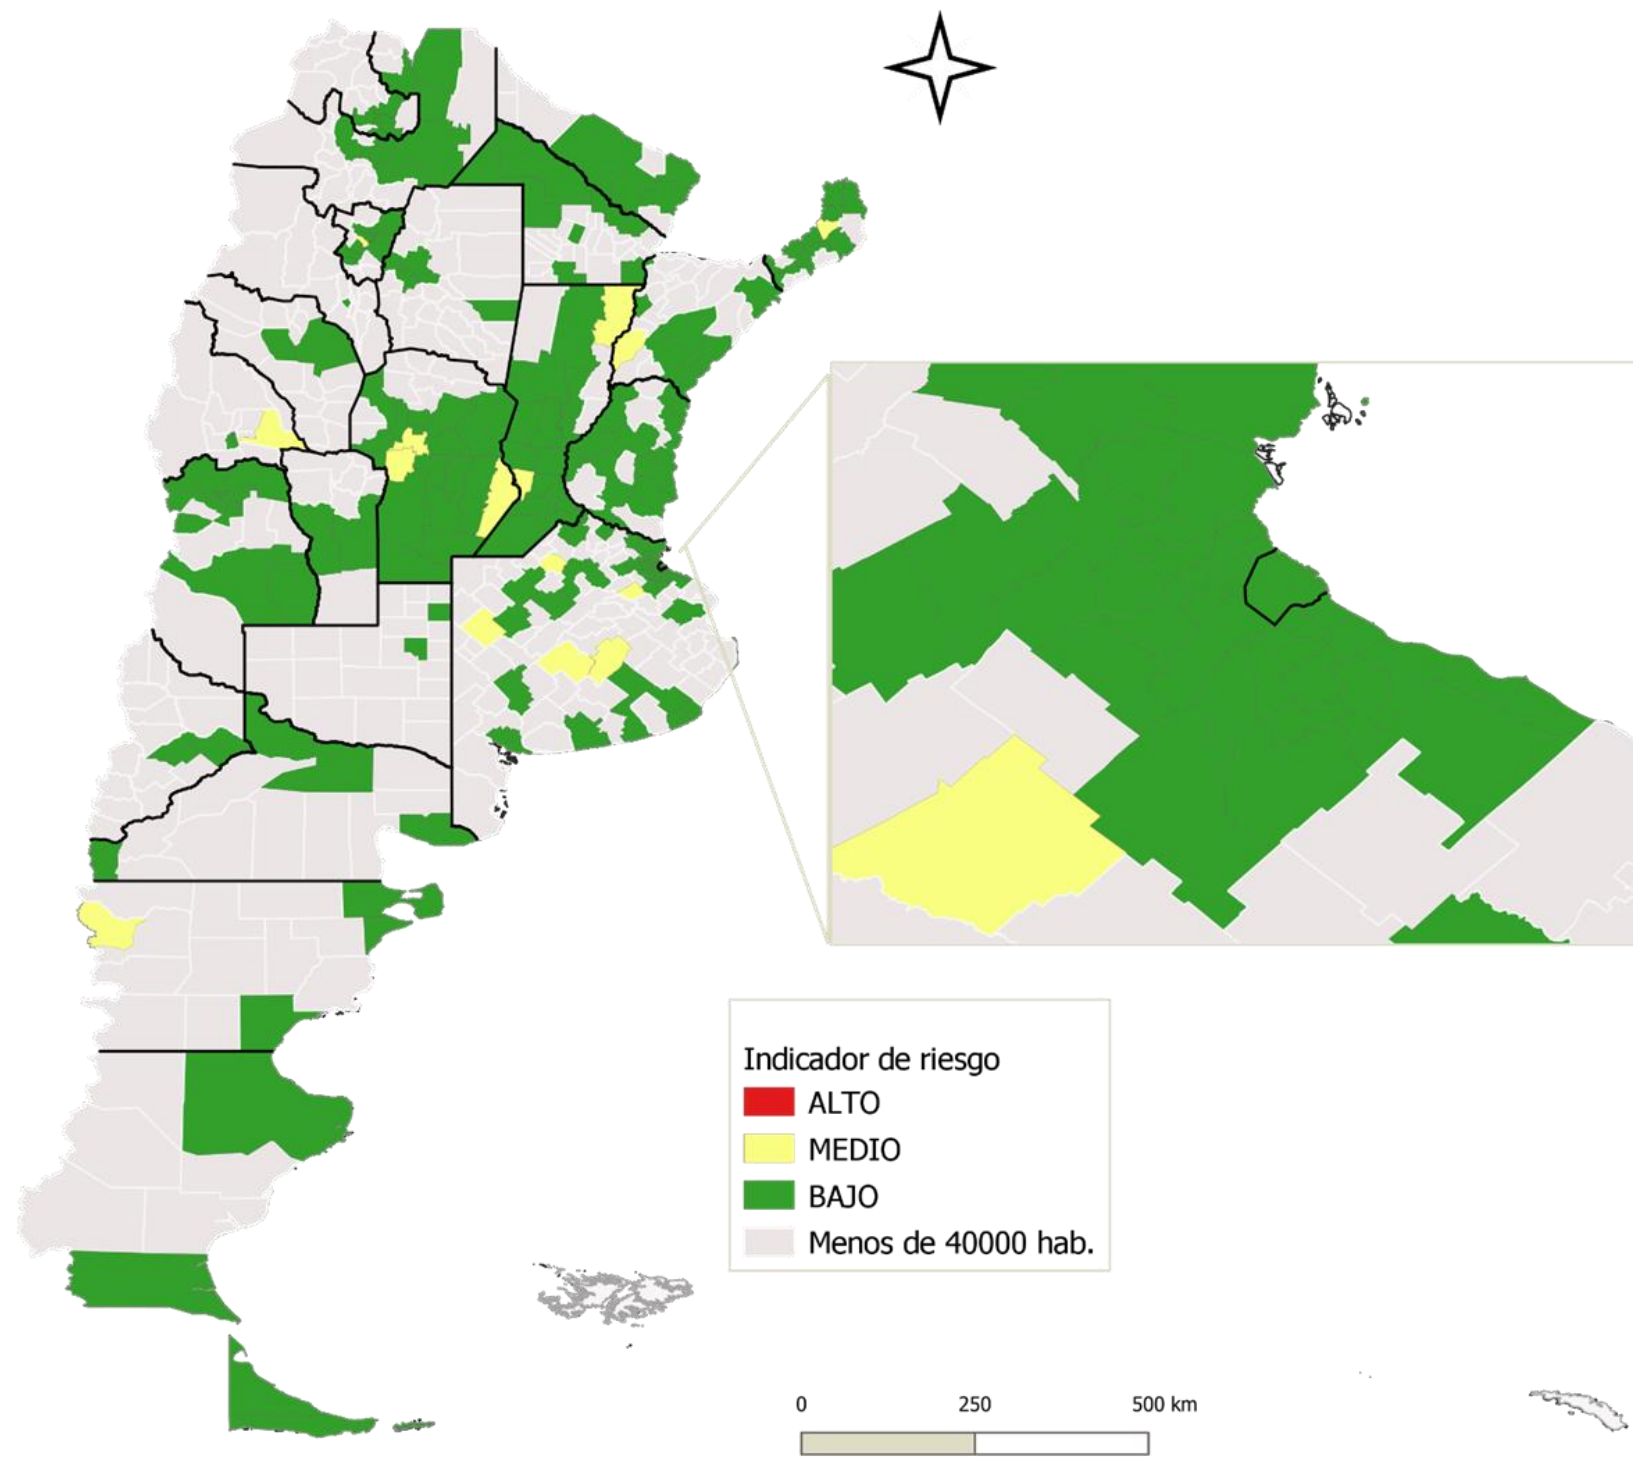 Indicador de riesgo
ALTO
MEDIO
BAJO
Menos de 40000 hab.
0 250 500 km